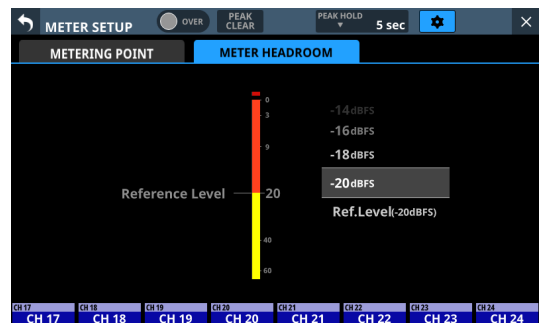 METER SETUP
OVER
PEAK CLEAR
PEAK HOLD
5 sec
METERING POINT
METER HEADROOM
0
3
9
Reference Level
20
40
60
-14dBFS
-16dBFS
-18dBFS
-20dBFS
Ref.Level(-20dBFS)
CH 17 CH 18 CH 19 CH 20 CH 21 CH 22 CH 23 CH 24
CH 17 CH 18 CH 19 CH 20 CH 21 CH 22 CH 23 CH 24